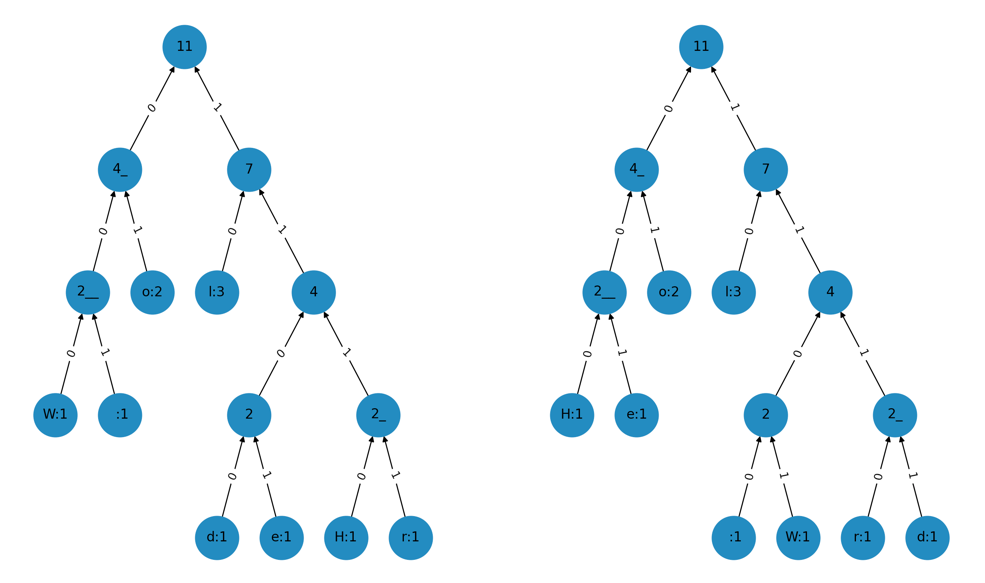 11 11
0 1 0 1
4_ 7 4_ 7
0 1 0 1 0 1 0 1
2__ o:2 l:3 4 2__ o:2 l:3 4
0 1 0 1 0 1 0 1
W:1 :1 2 2_ H:1 e:1 2 2_
0 1 0 1 0 1 0 1
d:1 e:1 H:1 r:1 :1 W:1 r:1 d:1